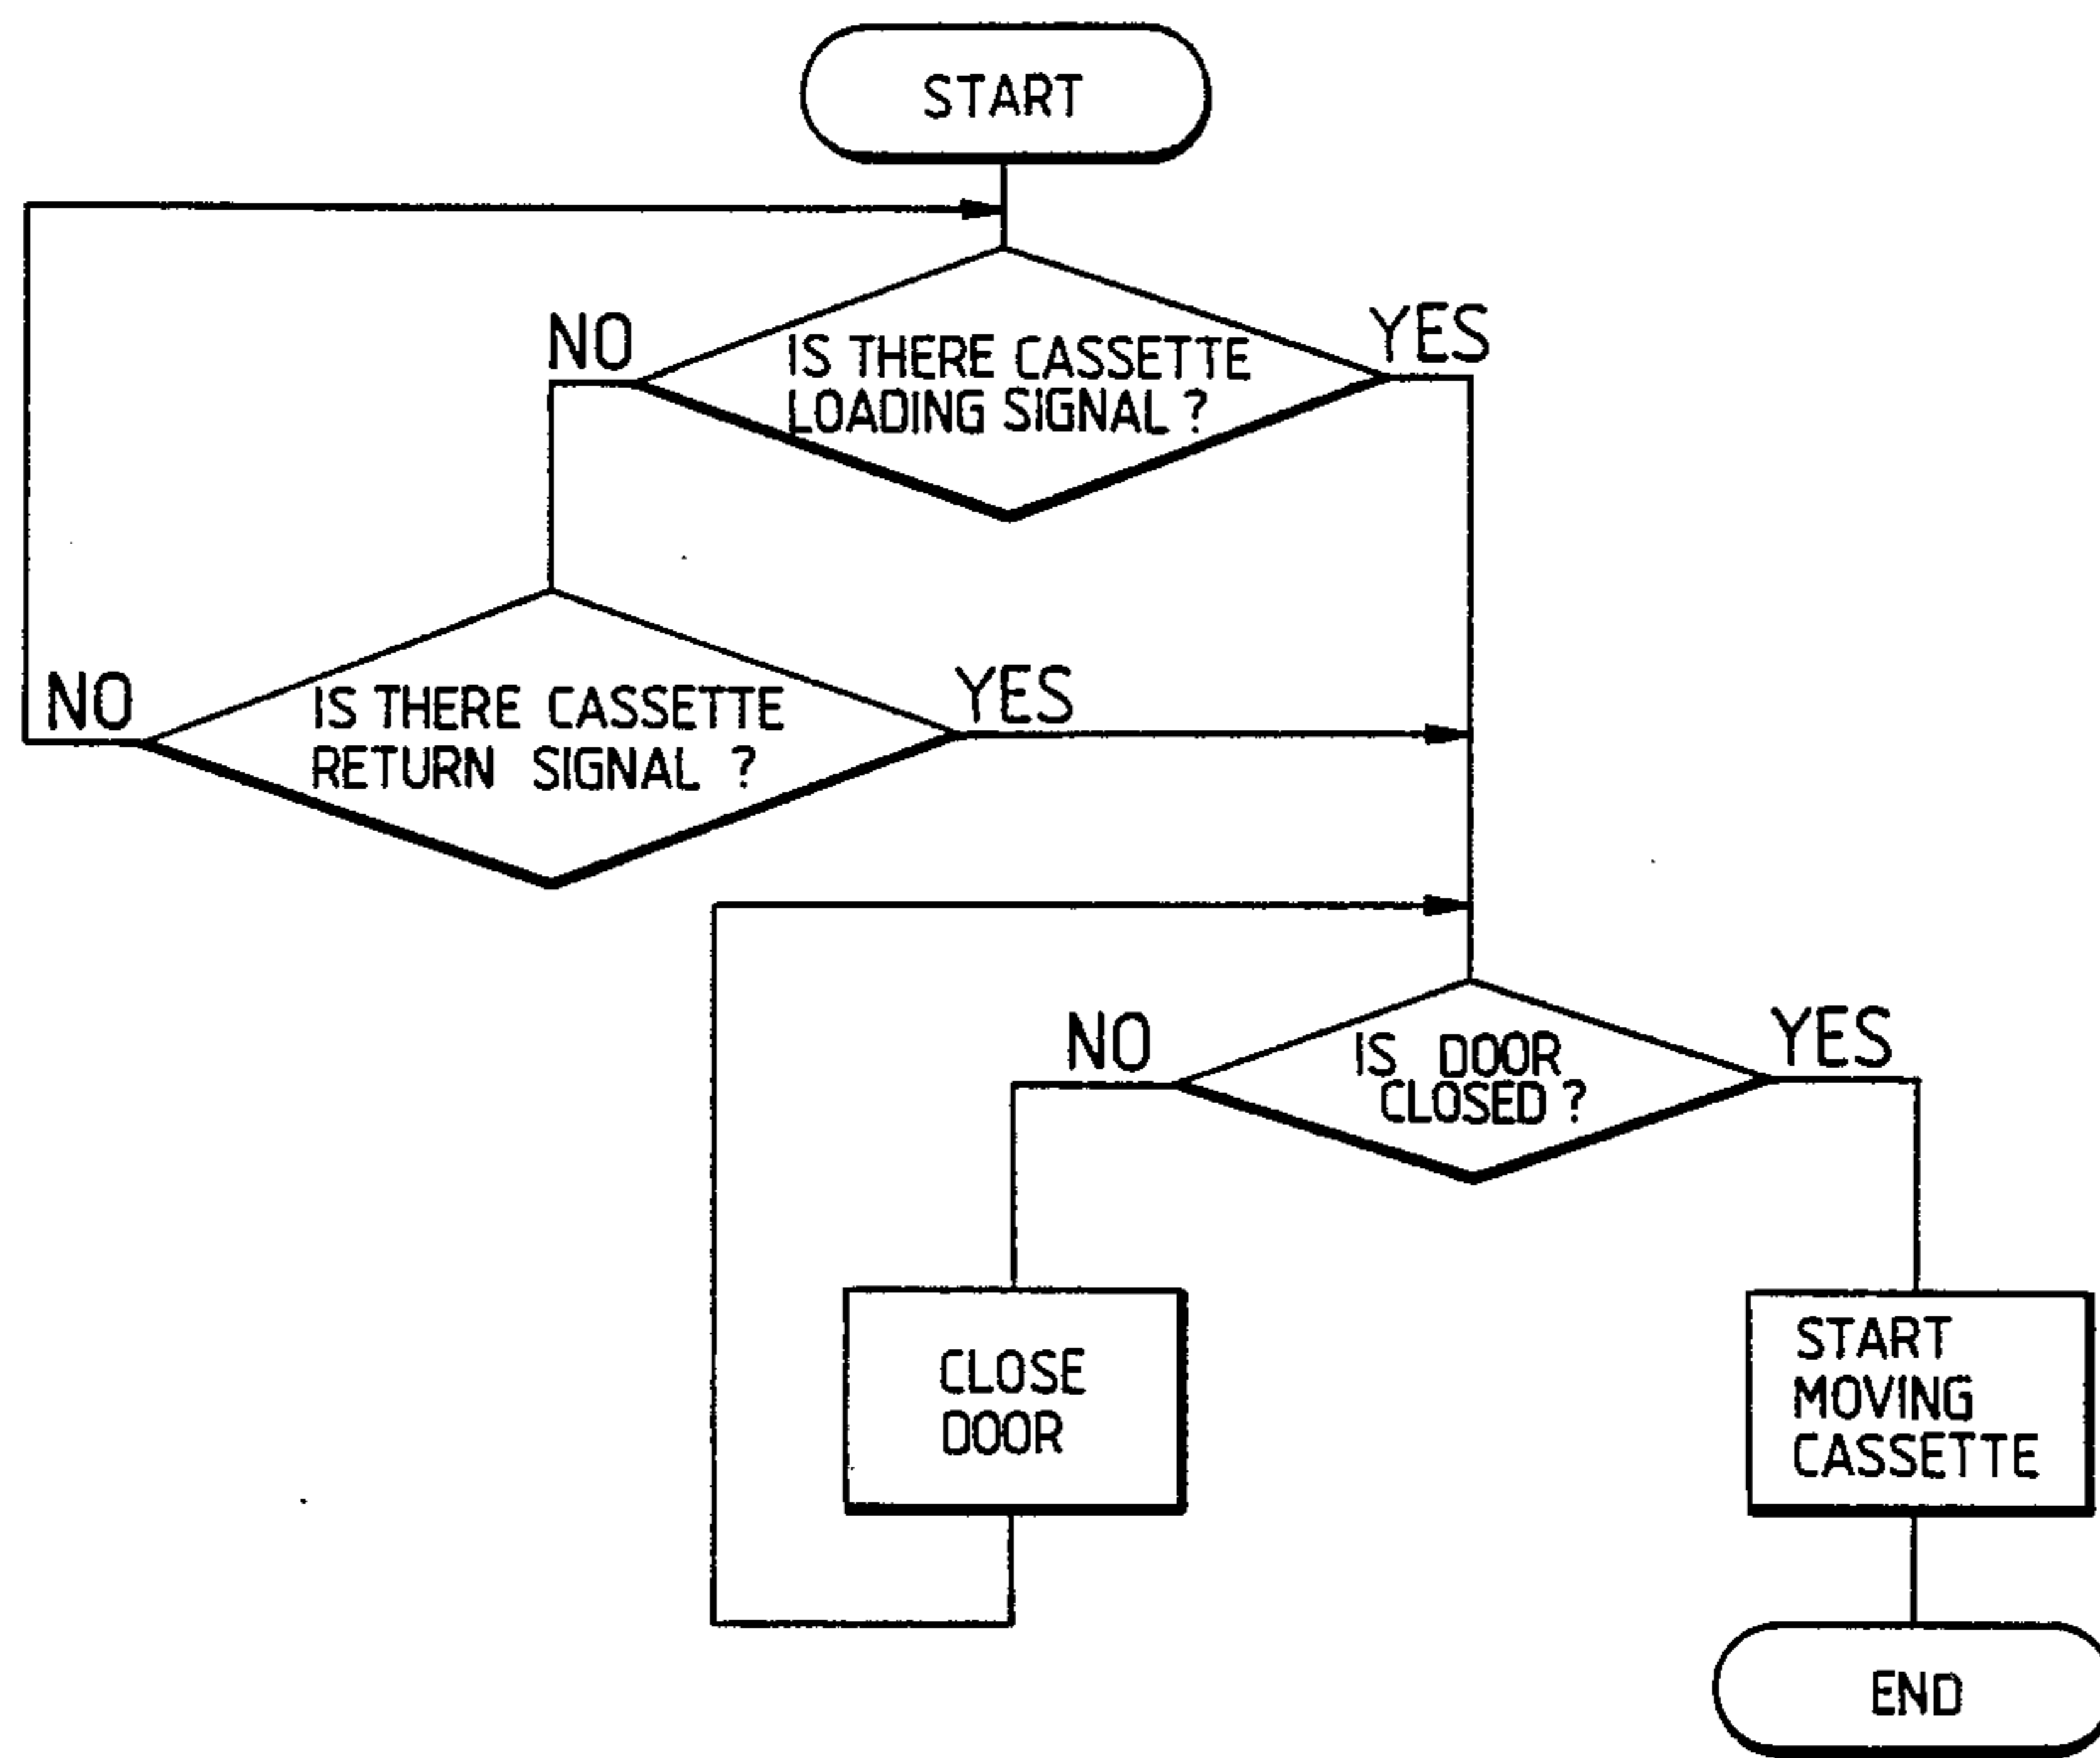 START
NO
YES
IS THERE CASSETTE
LOADING SIGNAL ?
NO
YES
IS THERE CASSETTE
RETURN SIGNAL ?
NO
YES
IS DOOR
CLOSED ?
CLOSE
DOOR
START
MOVING
CASSETTE
END